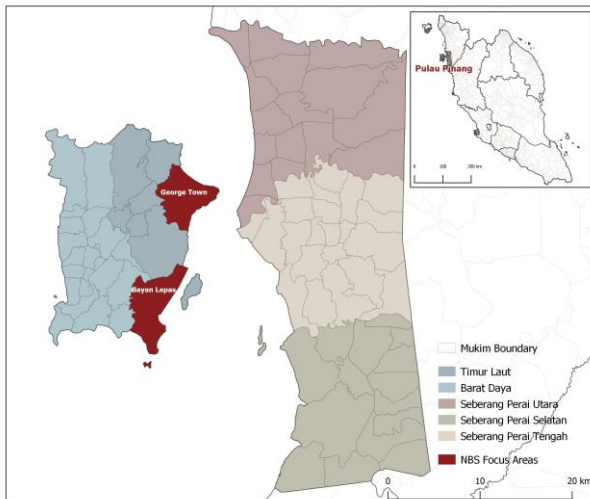 Pulau Pinang
0
100
200 km
George Town
Bayan Lepas
Mukim Boundary
Timur Laut
Barat Daya
Seberang Perai Utara
Seberang Perai Selatan
Seberang Perai Tengah
NBS Focus Areas
0
10
20 km